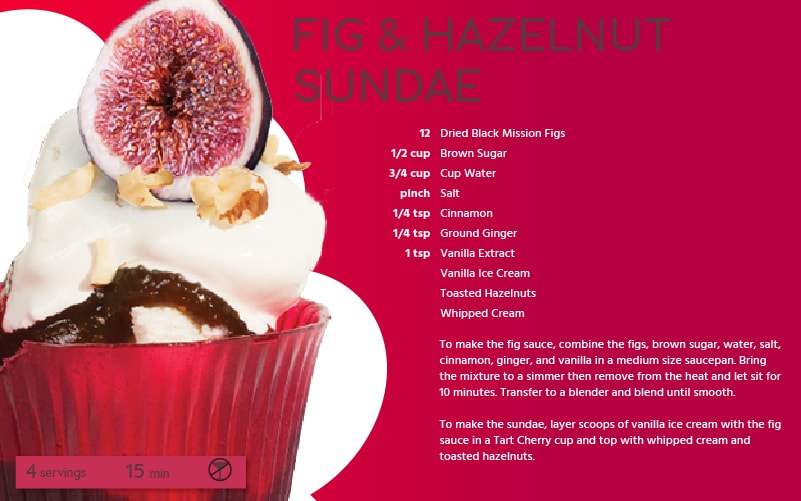 FIG & HAZELNUT
SUNDAE
12 Dried Black Mission Figs
1/2 cup Brown Sugar
3/4 cup Cup Water
pinch Salt
1/4 tsp Cinnamon
1/4 tsp Ground Ginger
1 tsp Vanilla Extract
Vanilla Ice Cream
Toasted Hazelnuts
Whipped Cream
To make the fig sauce, combine the figs, brown sugar, water, salt,
cinnamon, ginger, and vanilla in a medium size saucepan. Bring
the mixture to a simmer then remove from the heat and let sit for
10 minutes. Transfer to a blender and blend until smooth.
To make the sundae, layer scoops of vanilla ice cream with the fig
sauce in a Tart Cherry cup and top with whipped cream and
toasted hazelnuts.
4 servings 15 min